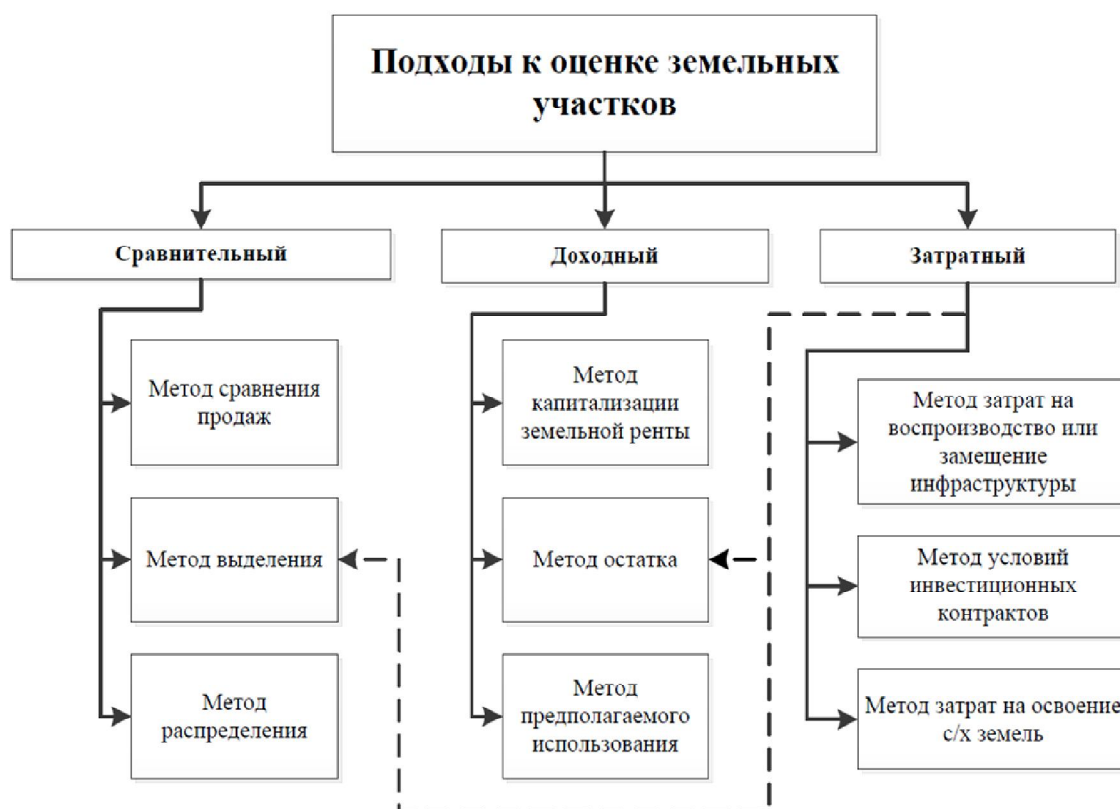 Подходы к оценке земельных
участков
Сравнительный
Доходный
Затратный
Метод сравнения
продаж
Метод выделения
Метод
распределения
Метод
капитализации
земельной ренты
Метод остатка
Метод
предполагаемого
использования
Метод затрат на
воспроизводство или
замещение
инфраструктуры
Метод условий
инвестиционных
контрактов
Метод затрат на освоение
с/х земель